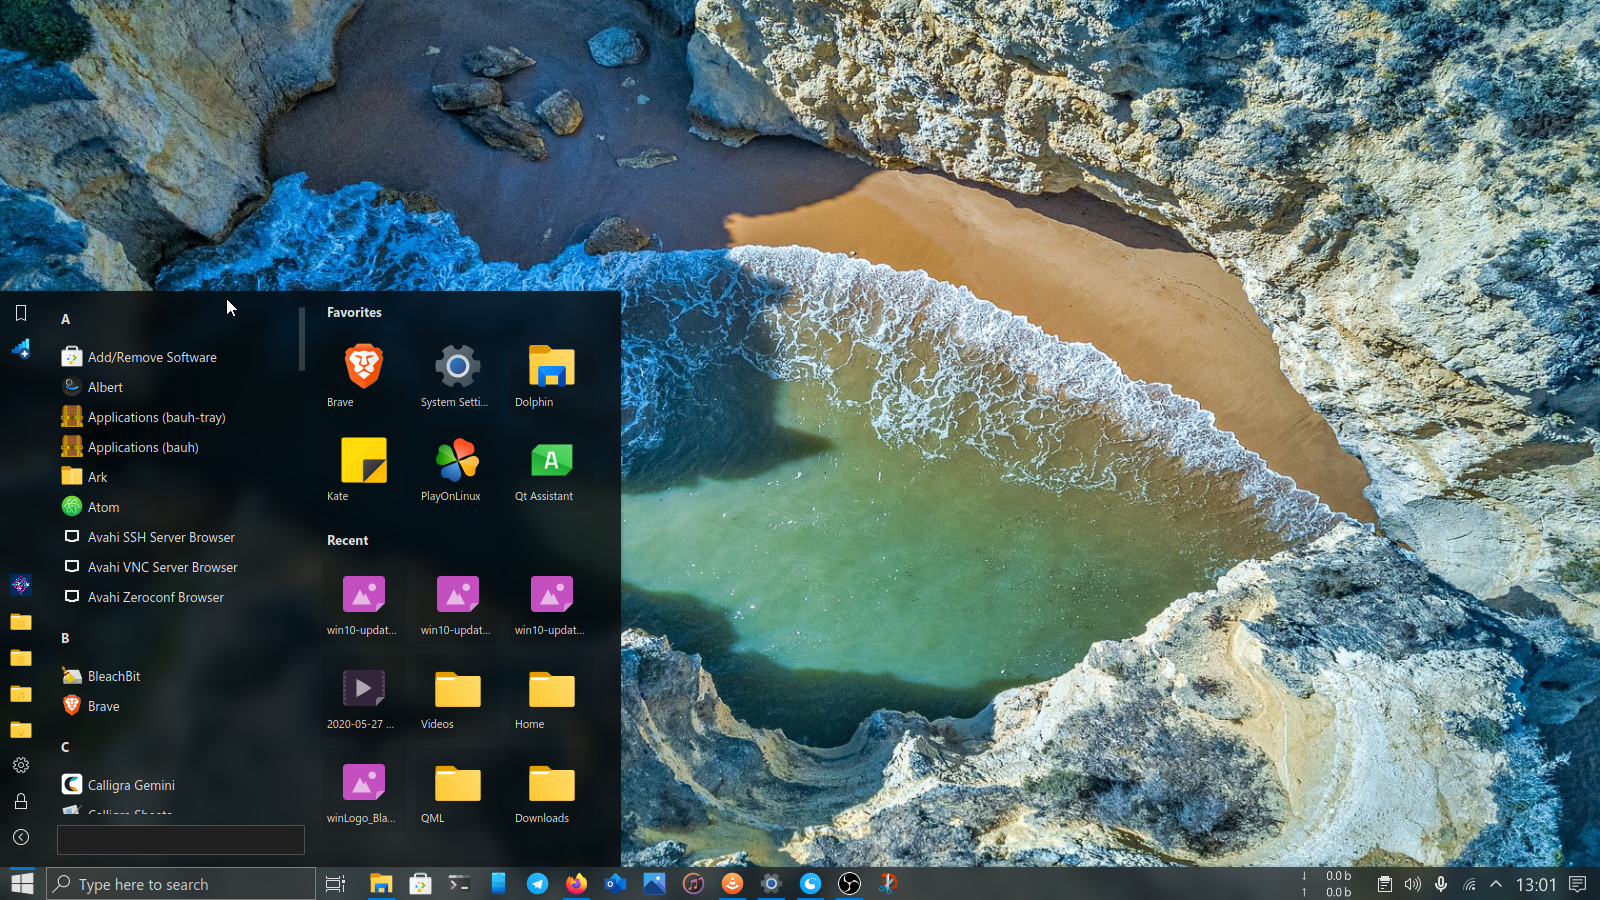 A
Add/Remove Software
Albert
Applications (bauh-tray)
Applications (bauh)
Ark
Atom
Avahi SSH Server Browser
Avahi VNC Server Browser
Avahi Zeroconf Browser
B
BleachBit
Brave
C
Calligra Gemini
Calligra Sheets
Favorites
Brave
System Setti...
Dolphin
Kate
PlayOnLinux
Qt Assistant
Recent
win10-updat...
win10-updat...
win10-updat...
2020-05-27 ...
Videos
Home
winLogo_Bla...
QML
Downloads
Type here to search
↓ 0.0 b
↑ 0.0 b
13:01